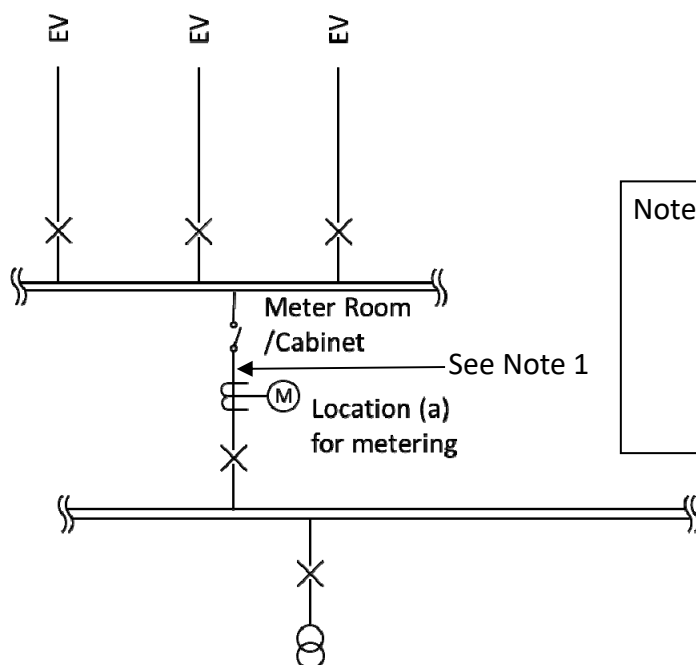 EV EV EV
Note
Meter Room
/Cabinet
See Note 1
M
Location (a)
for metering